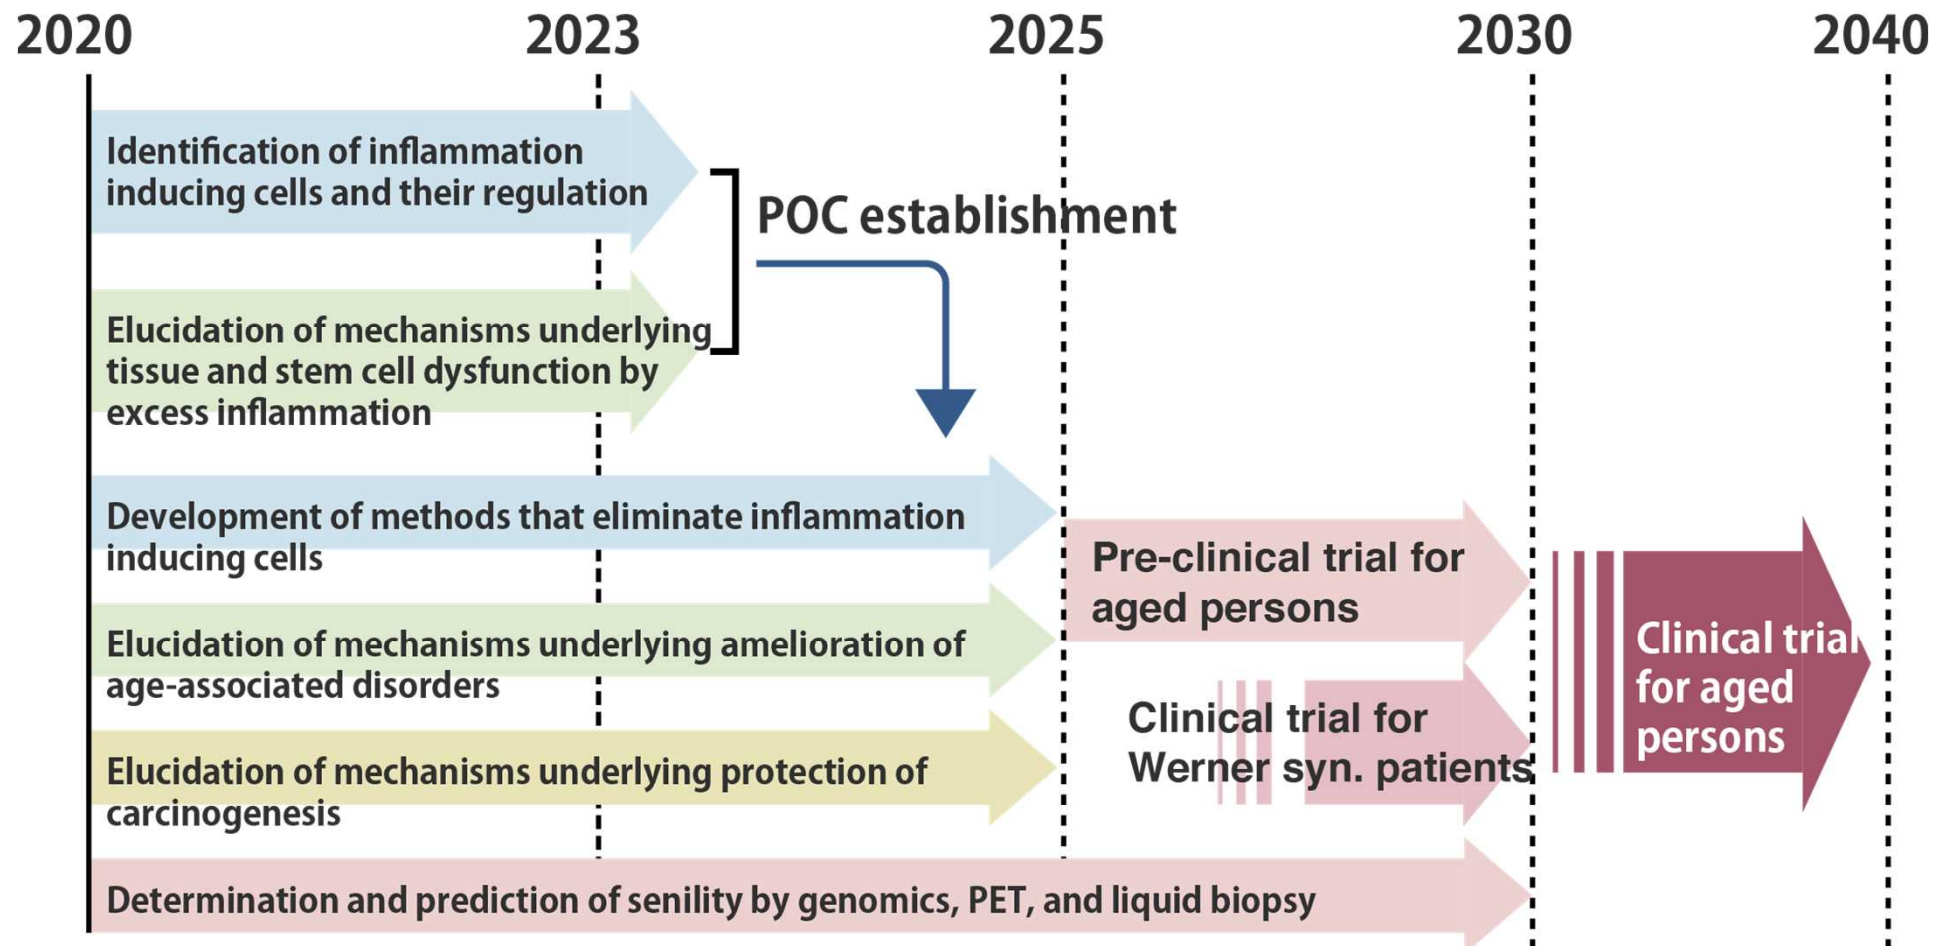 2020 2023 2025 2030 2040
Identification of inflammation
inducing cells and their regulation
POC establishment
Elucidation of mechanisms underlying
tissue and stem cell dysfunction by
excess inflammation
Development of methods that eliminate inflammation
inducing cells
Elucidation of mechanisms underlying amelioration of
age-associated disorders
Elucidation of mechanisms underlying protection of
carcinogenesis
Determination and prediction of senility by genomics, PET, and liquid biopsy
Pre-clinical trial for
aged persons
Clinical trial for
Werner syn. patients
Clinical trial
for aged
persons